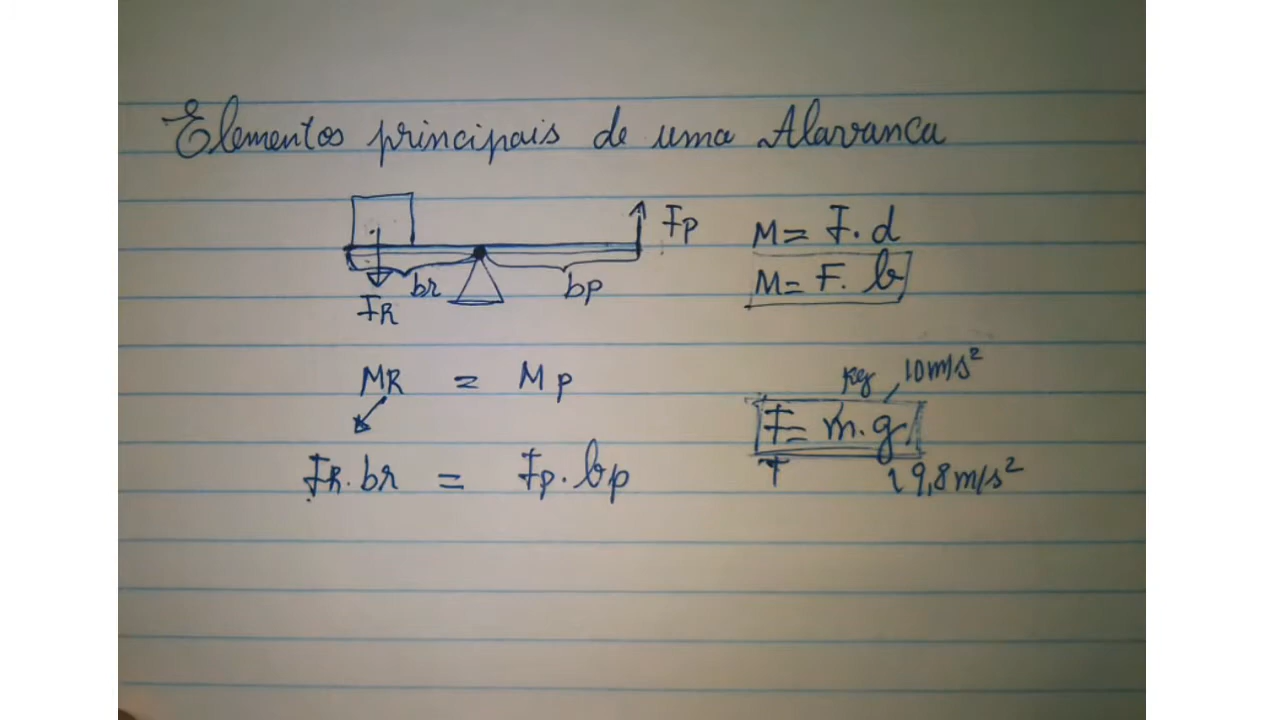 Elementos principais de uma Alavanca
Fp
M= F.d
br
bp
M= F. b
FR
MR = Mp
kg 10m/s²
F= m.g
FR.br = Fp.bp
9,8m/s²